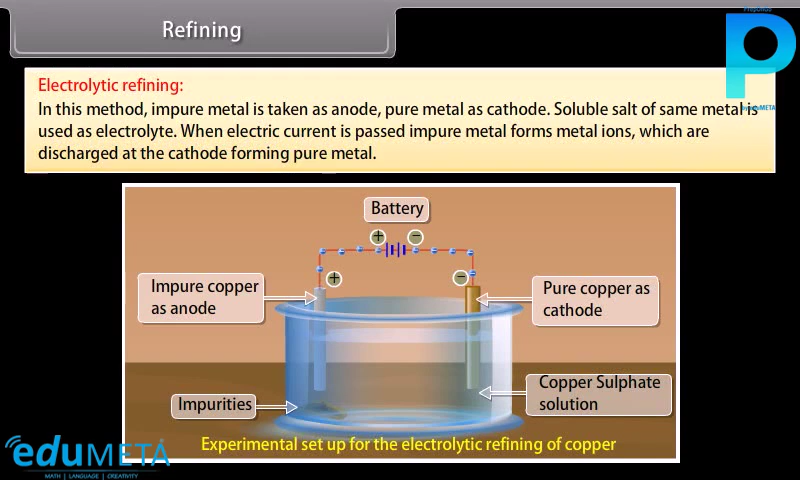 Refining
Electrolytic refining:
In this method, impure metal is taken as anode, pure metal as cathode. Soluble salt of same metal is
used as electrolyte. When electric current is passed impure metal forms metal ions, which are
discharged at the cathode forming pure metal.
Battery
+
−
+
−
Impure copper
as anode
Pure copper as
cathode
Copper Sulphate
solution
Impurities
Experimental set up for the electrolytic refining of copper
eduMETA
MATH | LANGUAGE | CREATIVITY
P